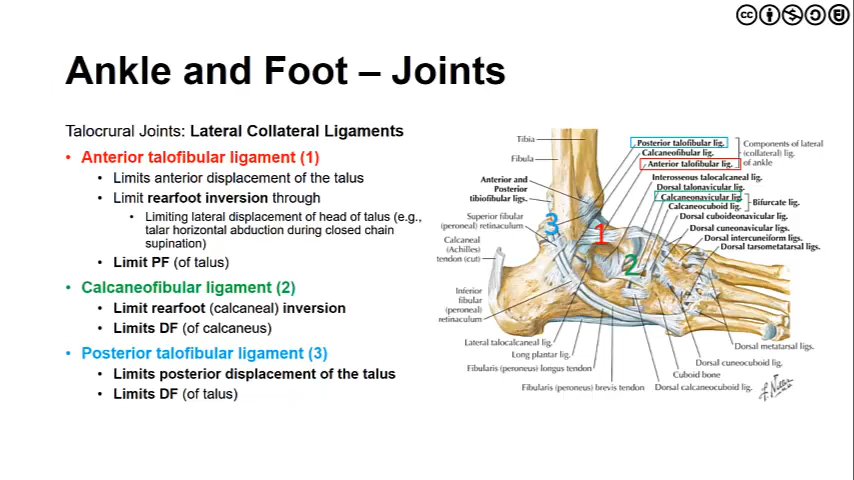 Ankle and Foot – Joints
Talocrural Joints: Lateral Collateral Ligaments
• Anterior talofibular ligament (1)
• Limits anterior displacement of the talus
• Limit rearfoot inversion through
• Limiting lateral displacement of head of talus (e.g.,
talar horizontal abduction during closed chain
supination)
• Limit PF (of talus)
• Calcaneofibular ligament (2)
• Limit rearfoot (calcaneal) inversion
• Limits DF (of calcaneus)
• Posterior talofibular ligament (3)
• Limits posterior displacement of the talus
• Limits DF (of talus)
Tibia
Fibula
Anterior and
Posterior
tibiofibular ligs.
Superior fibular
(peroneal) retinaculum
Calcaneal
(Achilles)
tendon (cut)
Inferior
fibular
(peroneal)
retinaculum
Lateral talocalcaneal lig.
Long plantar lig.
Fibularis (peroneus) longus tendon
Fibularis (peroneus) brevis tendon
Posterior talofibular lig.
Calcaneofibular lig.
Anterior talofibular lig.
Components of lateral
(collateral) lig.
of ankle
Interosseous talocalcaneal lig.
Dorsal talonavicular lig.
Calcaneonavicular lig.
Calcaneocuboid lig.
Bifurcate lig.
Dorsal cuboideonavicular lig.
Dorsal cuneonavicular ligs.
Dorsal intercuneiform ligs.
Dorsal tarsometatarsal ligs.
3
1
2
Dorsal metatarsal ligs.
Dorsal cuneocuboid lig.
Cuboid bone
Dorsal calcaneocuboid lig.
cc